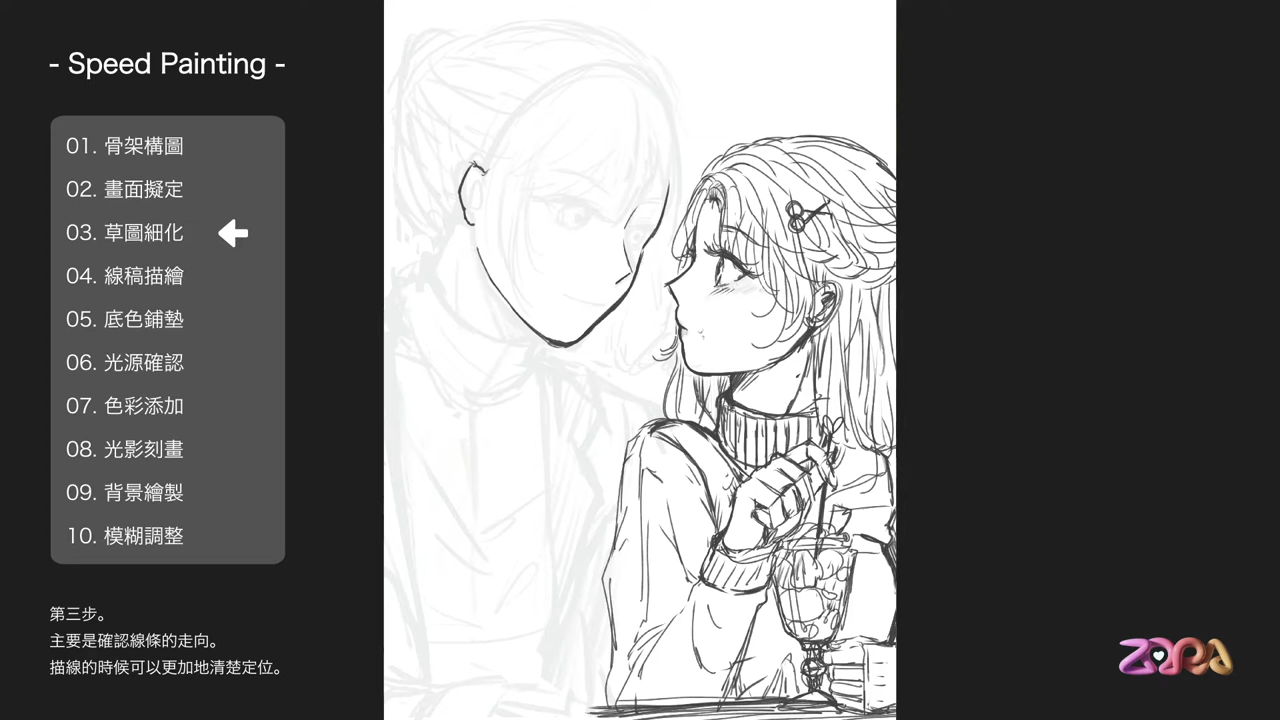 - Speed Painting -
01. 骨架構圖
02. 畫面擬定
03. 草圖細化
04. 線稿描繪
05. 底色鋪墊
06. 光源確認
07. 色彩添加
08. 光影刻畫
09. 背景繪製
10. 模糊調整
第三步。
主要是確認線條的走向。
描線的時候可以更加地清楚定位。
ZORA